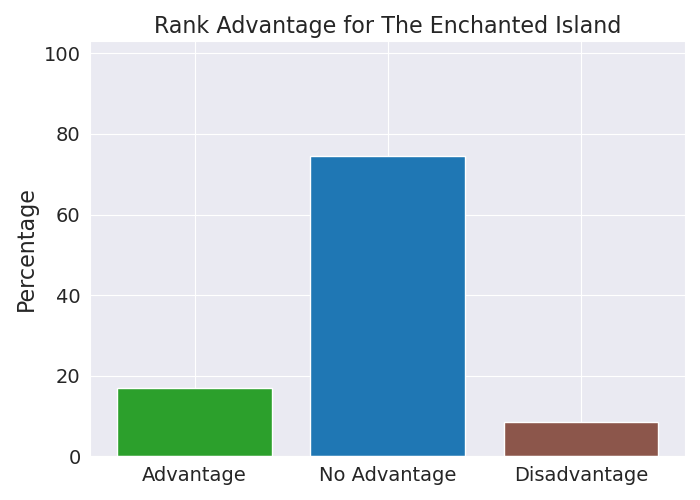 Rank Advantage for The Enchanted Island
100
80
60
40
20
0
Percentage
Advantage
No Advantage
Disadvantage